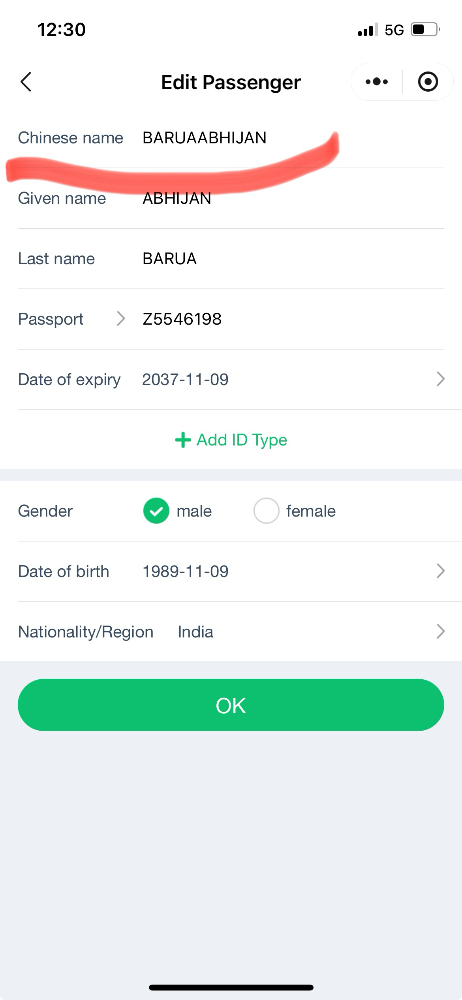 12:30
5G
Edit Passenger
Chinese name BARUAABHIJAN
Given name ABHIJAN
Last name BARUA
Passport Z5546198
Date of expiry 2037-11-09
Add ID Type
Gender male female
Date of birth 1989-11-09
Nationality/Region India
OK